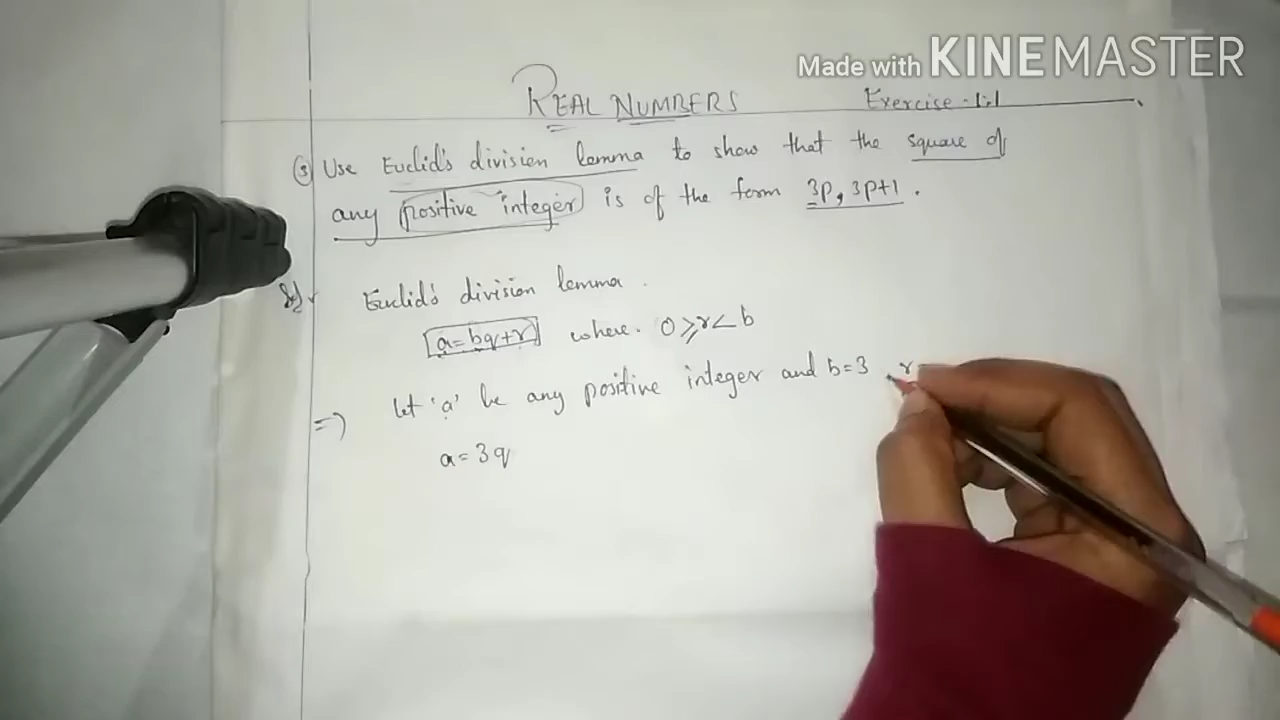 Made with KINEMASTER
REAL NUMBERS Exercise-1.1
③ Use Euclid's division lemma to show that the square of
any positive integer is of the form 3p, 3p+1.
Sol Euclid's division lemma.
a=bq+r where. 0⩾r<b
=> let 'a' be any positive integer and b=3 r
a=3q